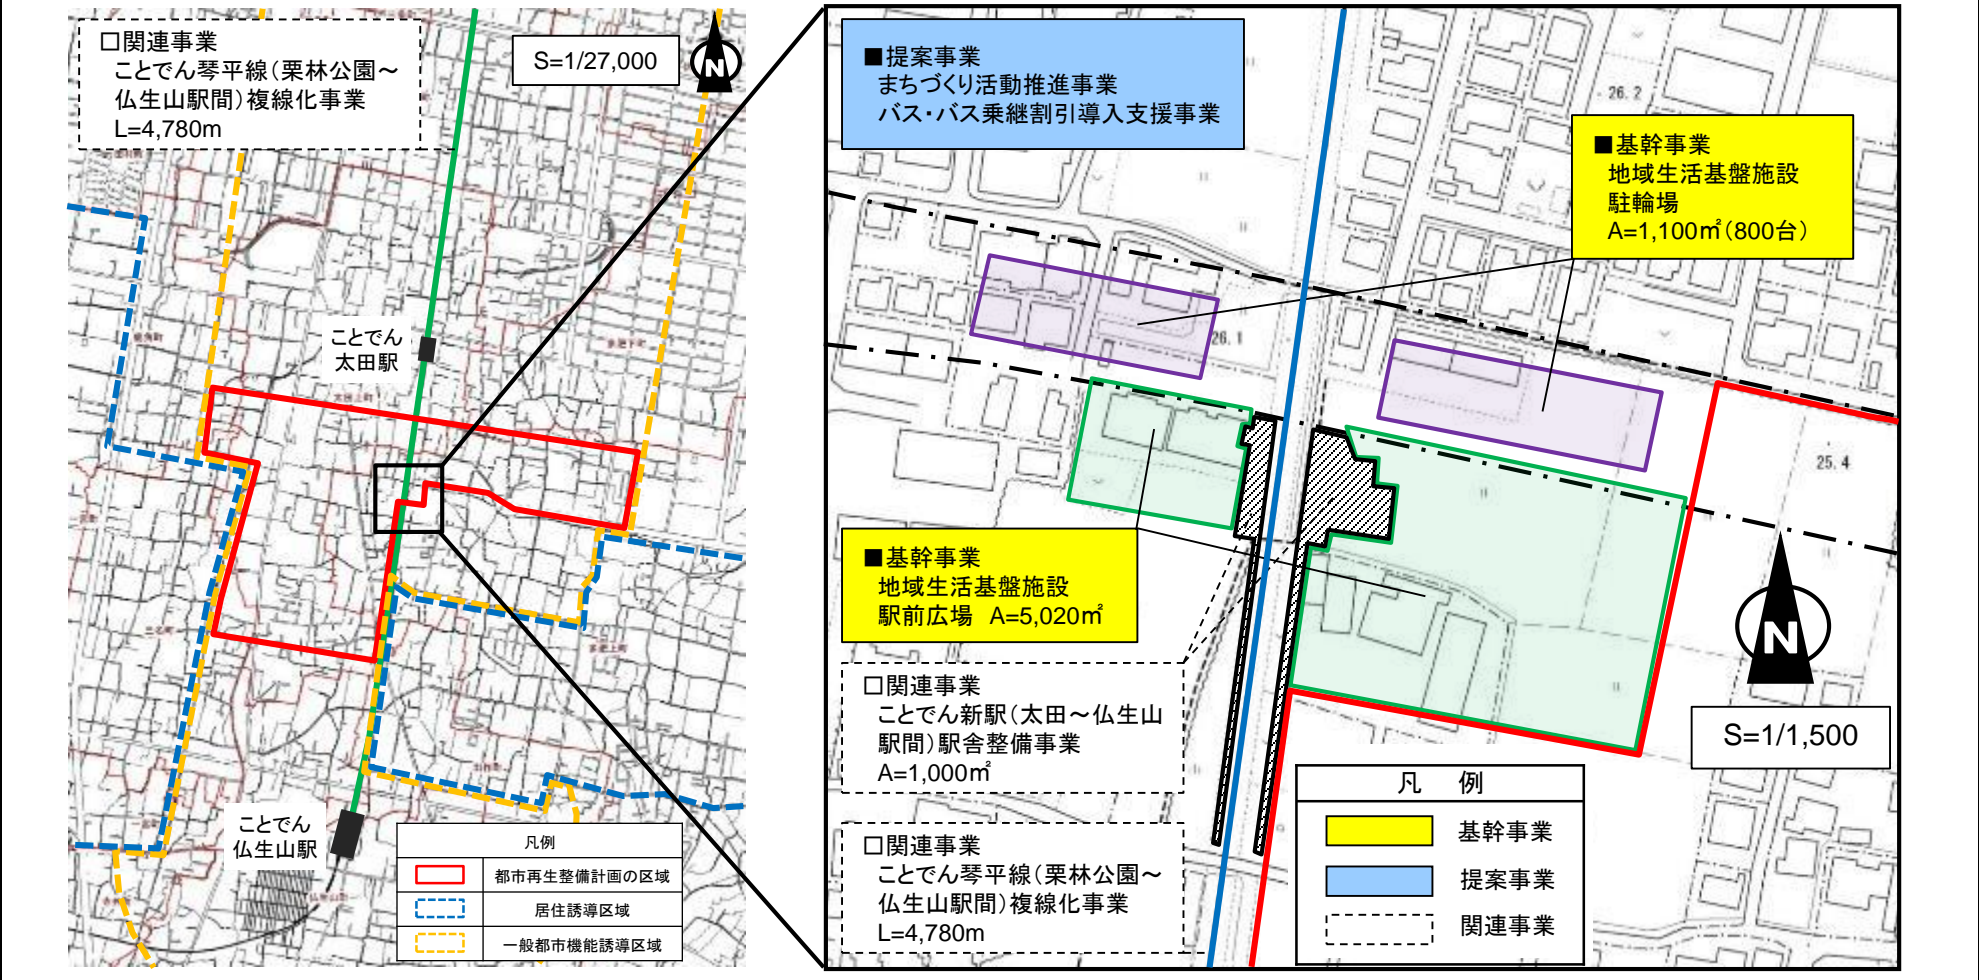 □関連事業
ことでん琴平線(栗林公園～
仏生山駅間)複線化事業
L=4,780m
S=1/27,000
N
ことでん
太田駅
ことでん
仏生山駅
凡例
都市再生整備計画の区域
居住誘導区域
一般都市機能誘導区域
■提案事業
まちづくり活動推進事業
バス・バス乗継割引導入支援事業
26.2
■基幹事業
地域生活基盤施設
駐輪場
A=1,100㎡(800台)
26.1
25.4
■基幹事業
地域生活基盤施設
駅前広場 A=5,020㎡
N
S=1/1,500
□関連事業
ことでん新駅(太田～仏生山
駅間)駅舎整備事業
A=1,000㎡
□関連事業
ことでん琴平線(栗林公園～
仏生山駅間)複線化事業
L=4,780m
凡 例
基幹事業
提案事業
関連事業